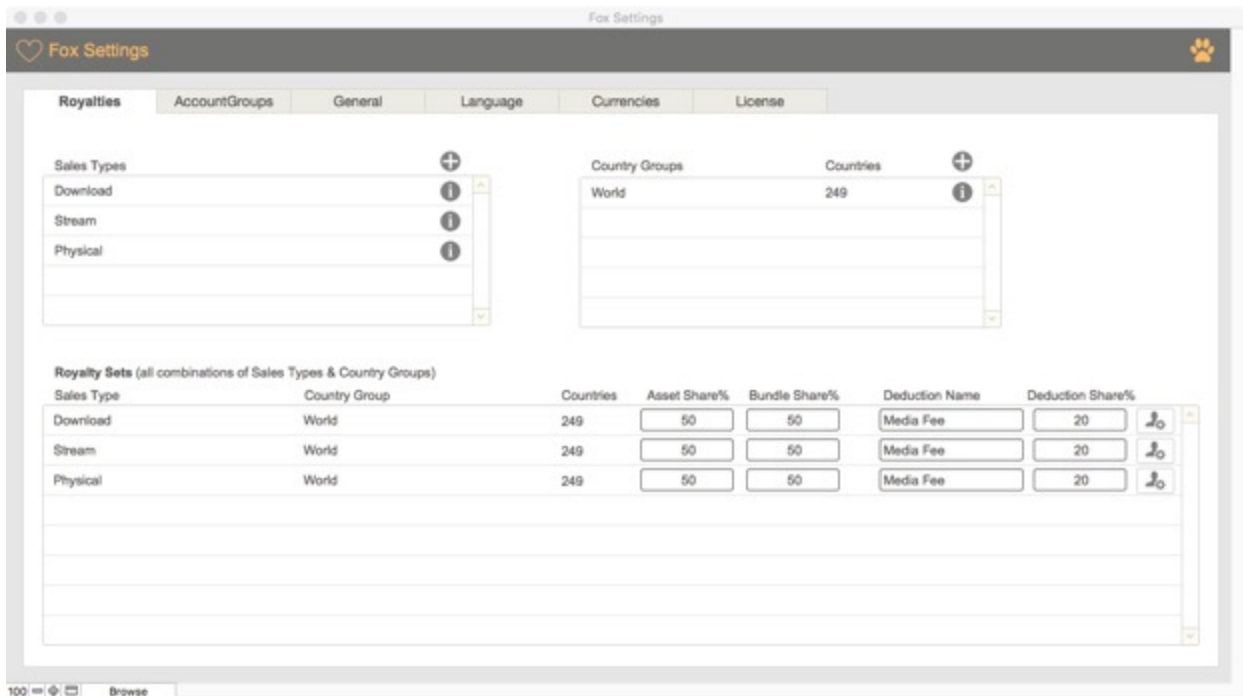 Fox Settings
Fox Settings
Royalties AccountGroups General Language Currencies License
Sales Types
Download
Stream
Physical
Country Groups Countries
World 249
Royalty Sets (all combinations of Sales Types & Country Groups)
Sales Type Country Group Countries Asset Share% Bundle Share% Deduction Name Deduction Share%
Download World 249 50 50 Media Fee 20
Stream World 249 50 50 Media Fee 20
Physical World 249 50 50 Media Fee 20
100 Browse